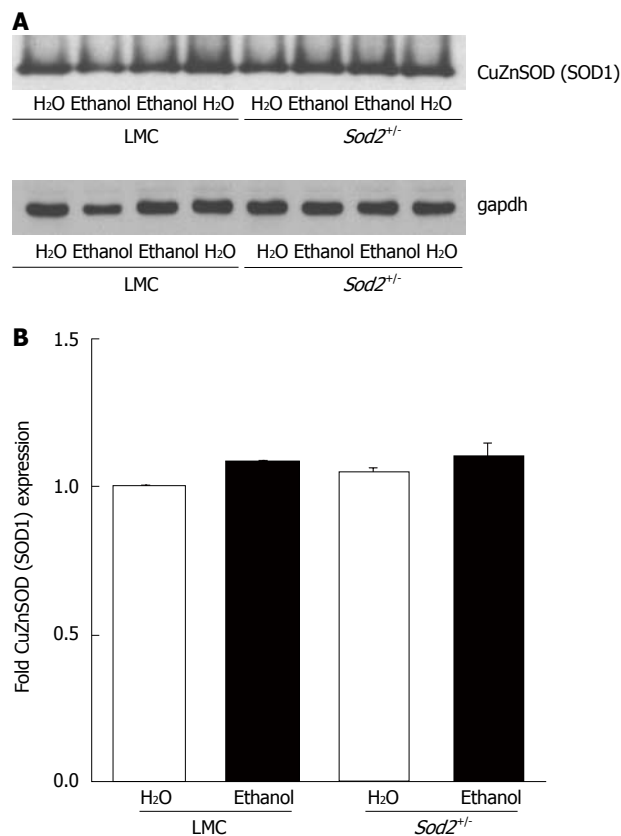 A
CuZnSOD (SOD1)
H₂O Ethanol Ethanol H₂O H₂O Ethanol Ethanol H₂O
LMC Sod2⁺/⁻
gapdh
H₂O Ethanol Ethanol H₂O H₂O Ethanol Ethanol H₂O
LMC Sod2⁺/⁻
B
Fold CuZnSOD (SOD1) expression
1.5
1.0
0.5
0.0
H₂O Ethanol H₂O Ethanol
LMC Sod2⁺/⁻